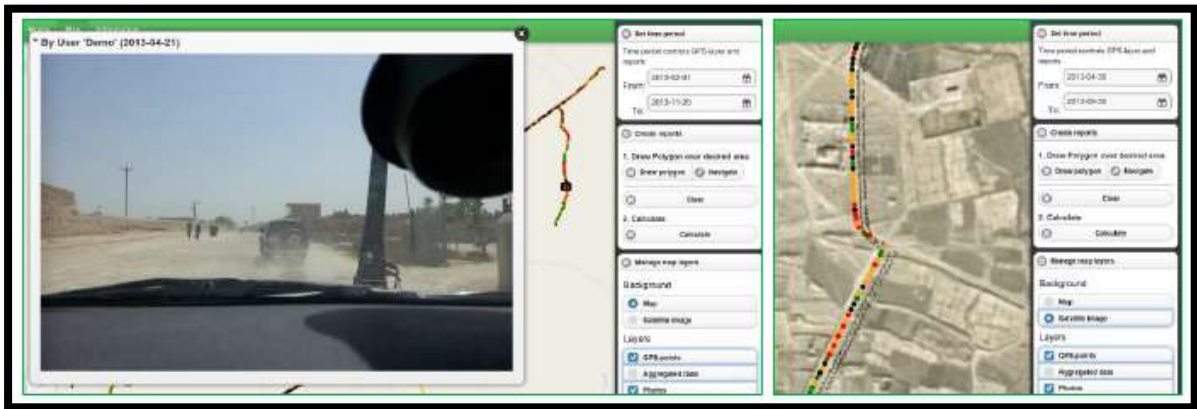 " By User 'Demo' (2013-04-21)
Set time period
Time period controls GPS-layer and
reports
From:
To: 2013-11-20
Create reports
1. Draw Polygon over desired area
Draw polygon
Navigate
Clear
2. Calculate
Calculate
Manage map layers
Background
Map
Satellite Image
Layers
GPS points
Aggregated data
Photos
Set time period
Time period controls GPS-layer and
reports
From: 2013-04-30
To:
Create reports
1. Draw Polygon over desired area
Draw polygon
Navigate
Clear
2. Calculate
Calculate
Manage map layers
Background
Map
Satellite Image
Layers
GPS points
Aggregated data
Photos